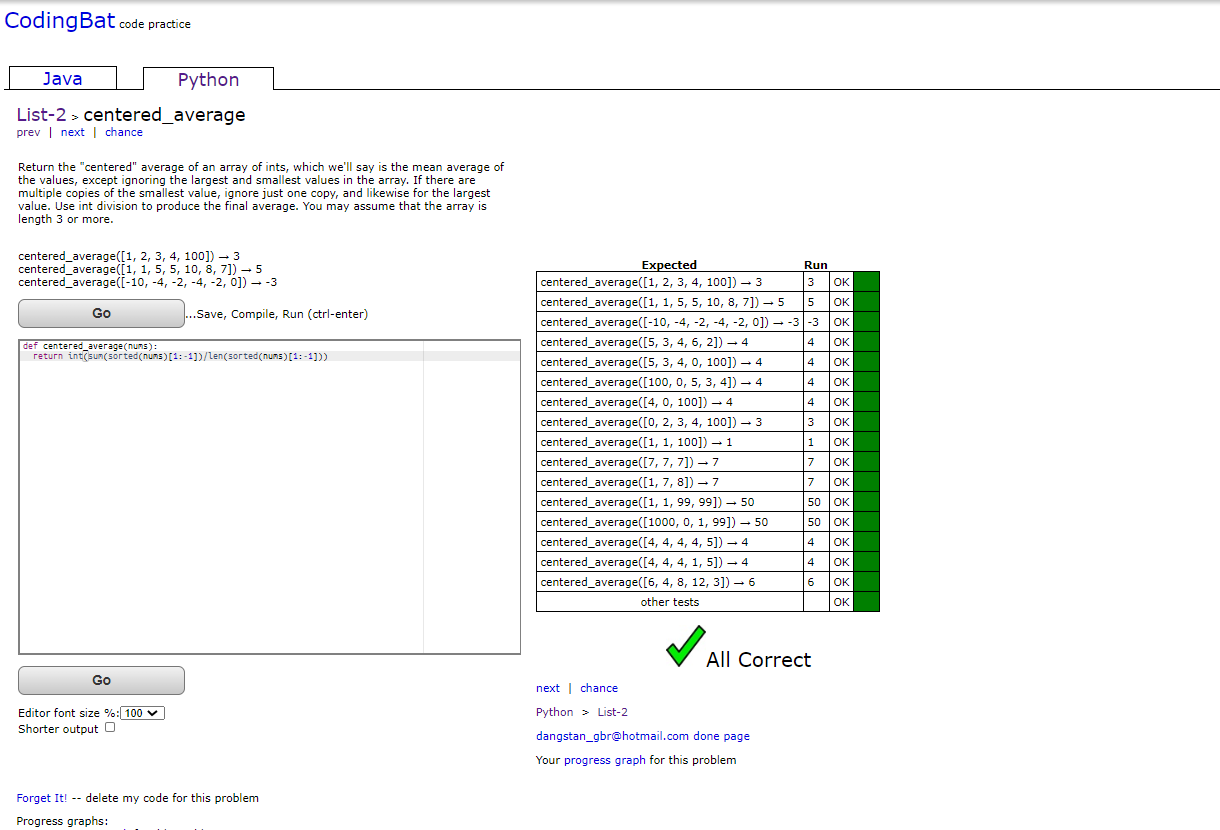 CodingBat code practice
Java
Python
List-2 > centered_average
prev | next | chance
Return the "centered" average of an array of ints, which we'll say is the mean average of
the values, except ignoring the largest and smallest values in the array. If there are
multiple copies of the smallest value, ignore just one copy, and likewise for the largest
value. Use int division to produce the final average. You may assume that the array is
length 3 or more.
centered_average([1, 2, 3, 4, 100]) → 3
centered_average([1, 1, 5, 5, 10, 8, 7]) → 5
centered_average([-10, -4, -2, -4, -2, 0]) → -3
Go ...Save, Compile, Run (ctrl-enter)
def centered_average(nums):
return int(sum(sorted(nums)[1:-1])/len(sorted(nums)[1:-1]))
Go
Editor font size %: 100
Shorter output
Forget It! -- delete my code for this problem
Progress graphs:
Expected Run
centered_average([1, 2, 3, 4, 100]) → 3 3 OK
centered_average([1, 1, 5, 5, 10, 8, 7]) → 5 5 OK
centered_average([-10, -4, -2, -4, -2, 0]) → -3 -3 OK
centered_average([5, 3, 4, 6, 2]) → 4 4 OK
centered_average([5, 3, 4, 0, 100]) → 4 4 OK
centered_average([100, 0, 5, 3, 4]) → 4 4 OK
centered_average([4, 0, 100]) → 4 4 OK
centered_average([0, 2, 3, 4, 100]) → 3 3 OK
centered_average([1, 1, 100]) → 1 1 OK
centered_average([7, 7, 7]) → 7 7 OK
centered_average([1, 7, 8]) → 7 7 OK
centered_average([1, 1, 99, 99]) → 50 50 OK
centered_average([1000, 0, 1, 99]) → 50 50 OK
centered_average([4, 4, 4, 4, 5]) → 4 4 OK
centered_average([4, 4, 4, 1, 5]) → 4 4 OK
centered_average([6, 4, 8, 12, 3]) → 6 6 OK
other tests OK
All Correct
next | chance
Python > List-2
dangstan_gbr@hotmail.com done page
Your progress graph for this problem